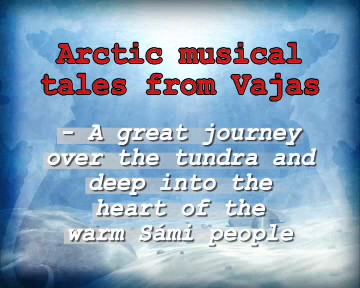 Arctic musical
tales from Vajas
- A great journey
over the tundra and
deep into the
heart of the
warm Sámi people